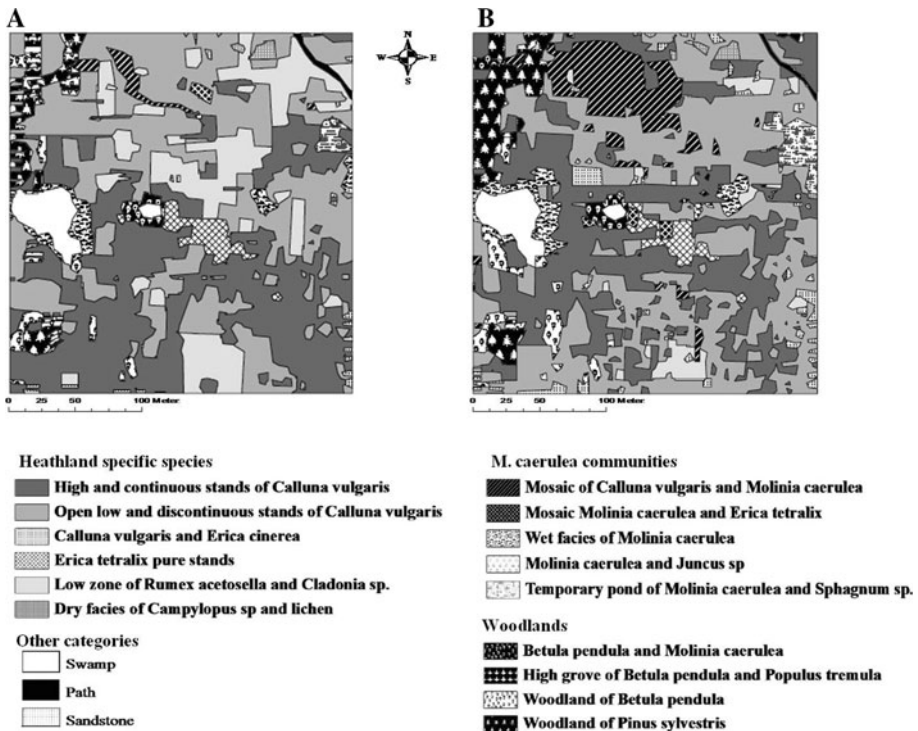 A
B
N
W E
S
40
0 25 50 100 Meter
0 25 50 100 Meter
Heathland specific species
High and continuous stands of Calluna vulgaris
Open low and discontinuous stands of Calluna vulgaris
Calluna vulgaris and Erica cinerea
Erica tetralix pure stands
Low zone of Rumex acetosella and Cladonia sp.
Dry facies of Campylopus sp and lichen
Other categories
Swamp
Path
Sandstone
M. caerulea communities
Mosaic of Calluna vulgaris and Molinia caerulea
Mosaic Molinia caerulea and Erica tetralix
Wet facies of Molinia caerulea
Molinia caerulea and Juncus sp
Temporary pond of Molinia caerulea and Sphagnum sp.
Woodlands
Betula pendula and Molinia caerulea
High grove of Betula pendula and Populus tremula
Woodland of Betula pendula
Woodland of Pinus sylvestris